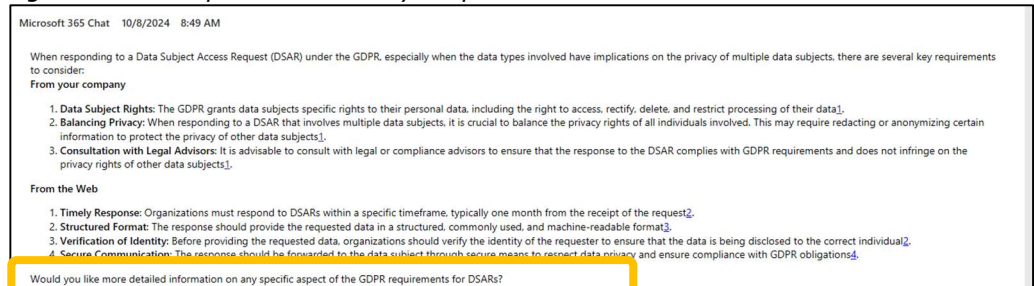 Microsoft 365 Chat 10/8/2024 8:49 AM
When responding to a Data Subject Access Request (DSAR) under the GDPR, especially when the data types involved have implications on the privacy of multiple data subjects, there are several key requirements
to consider:
From your company
1. Data Subject Rights: The GDPR grants data subjects specific rights to their personal data, including the right to access, rectify, delete, and restrict processing of their data1.
2. Balancing Privacy: When responding to a DSAR that involves multiple data subjects, it is crucial to balance the privacy rights of all individuals involved. This may require redacting or anonymizing certain
information to protect the privacy of other data subjects1.
3. Consultation with Legal Advisors: It is advisable to consult with legal or compliance advisors to ensure that the response to the DSAR complies with GDPR requirements and does not infringe on the
privacy rights of other data subjects1.
From the Web
1. Timely Response: Organizations must respond to DSARs within a specific timeframe, typically one month from the receipt of the request2.
2. Structured Format: The response should provide the requested data in a structured, commonly used, and machine-readable format3.
3. Verification of Identity: Before providing the requested data, organizations should verify the identity of the requester to ensure that the data is being disclosed to the correct individual2.
4. Secure Communication: The response should be forwarded to the data subject through secure means to respect data privacy and ensure compliance with GDPR obligations4.
Would you like more detailed information on any specific aspect of the GDPR requirements for DSARs?